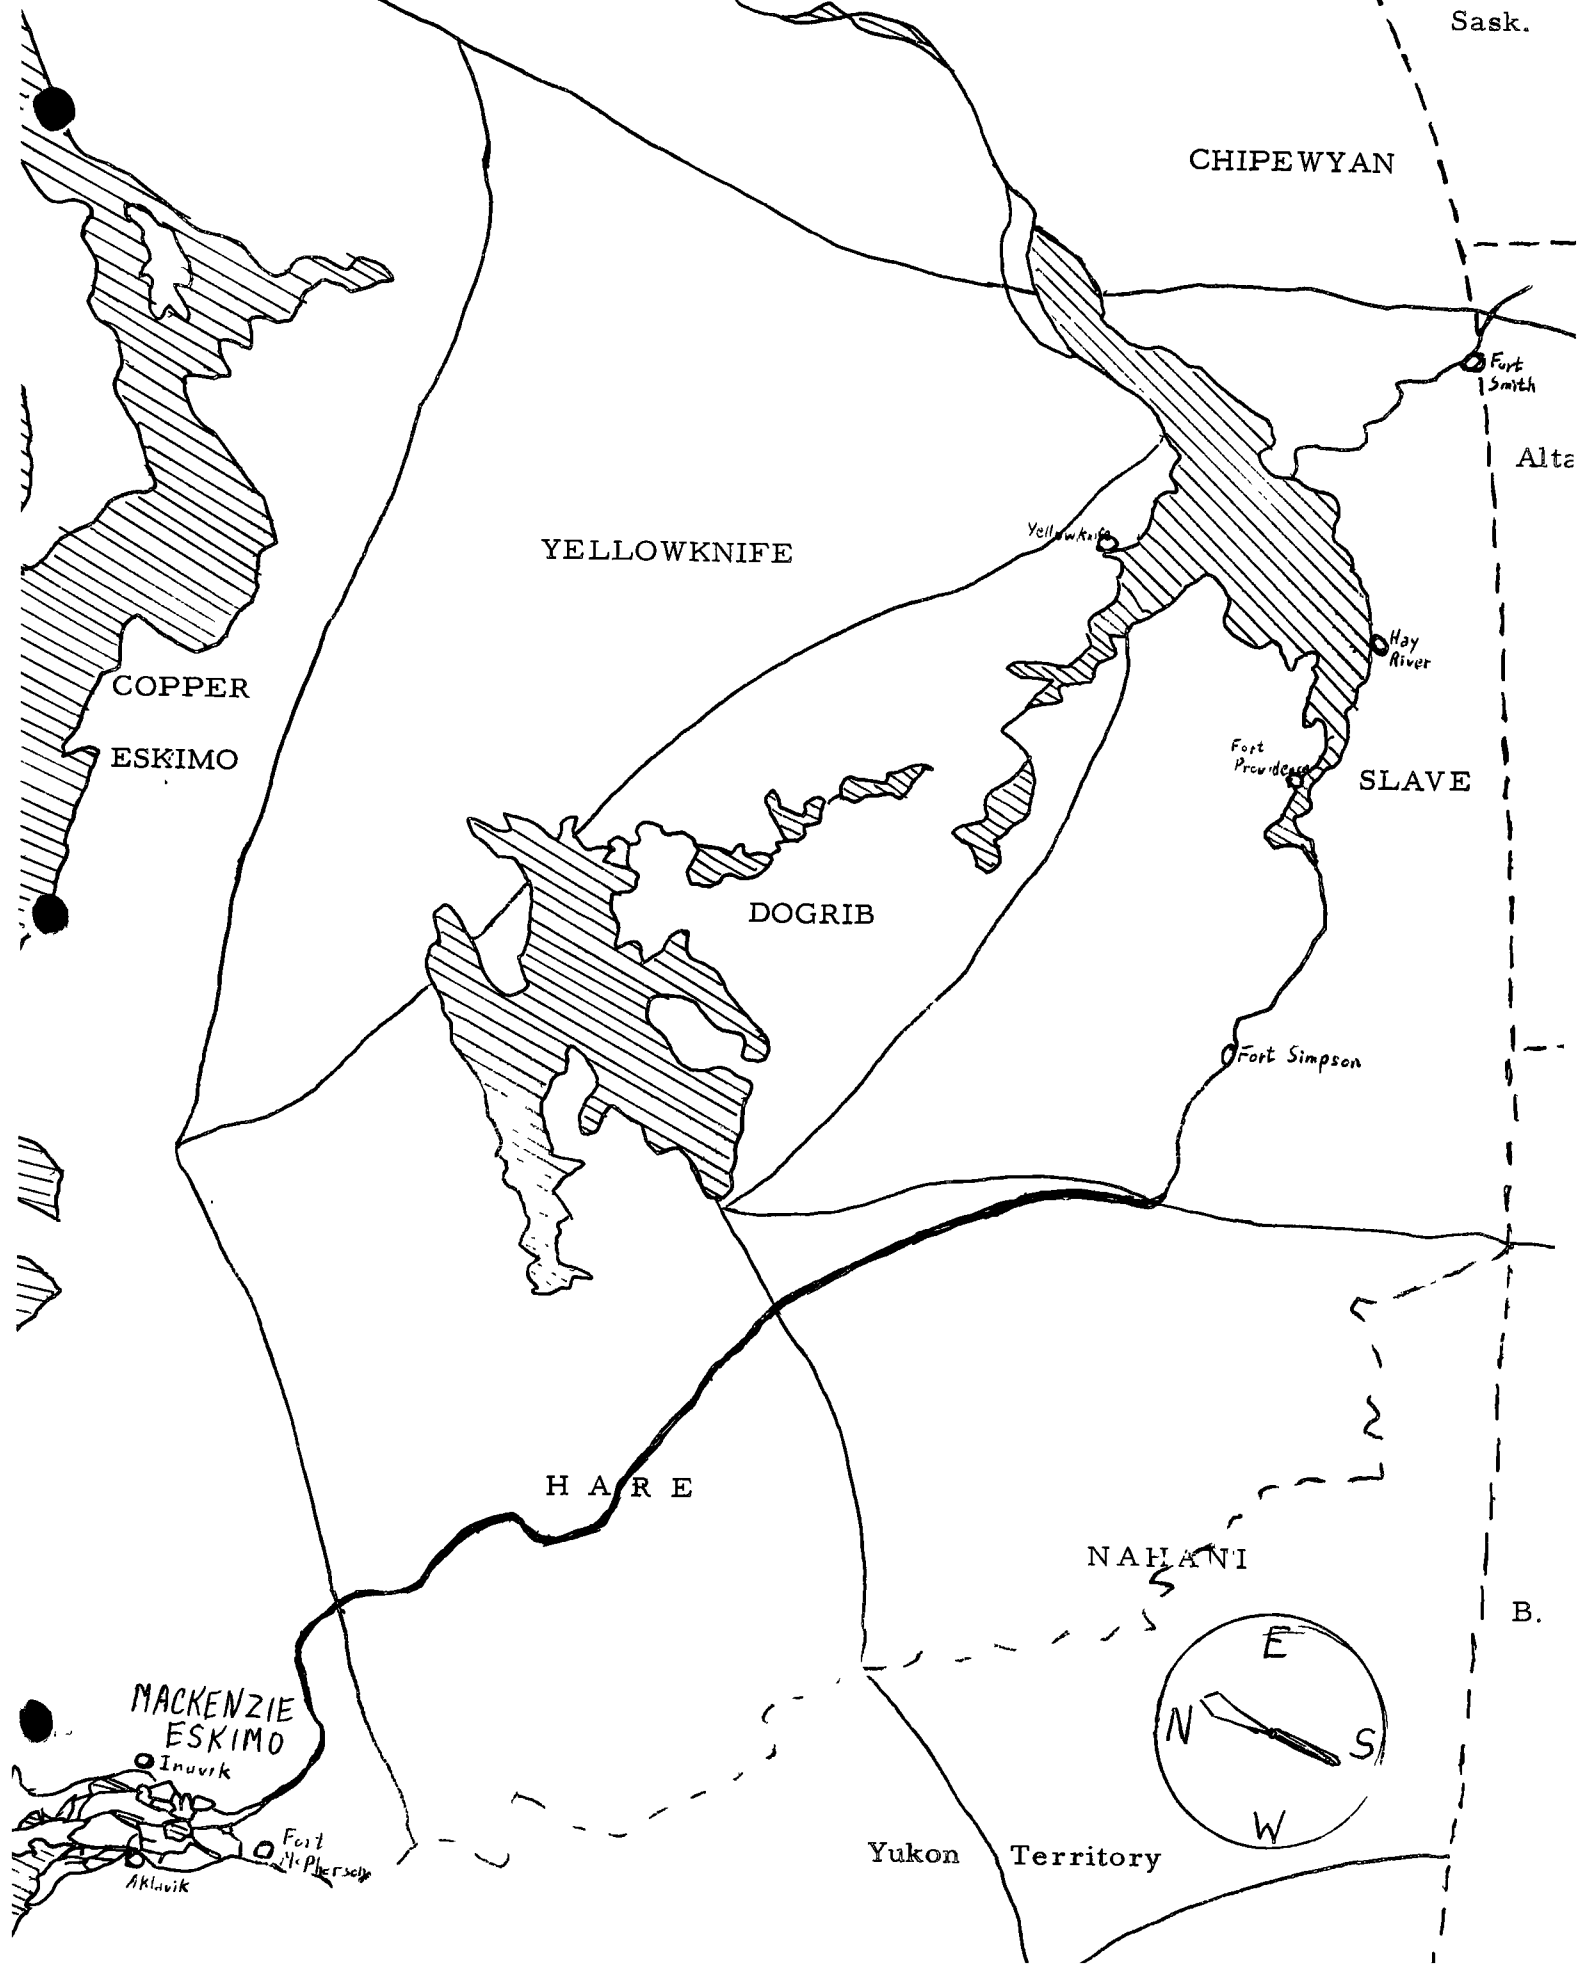 Sask.
CHIPEWYAN
Fort
Smith
Alta
YELLOWKNIFE
Yellowknife
Hay
River
COPPER
ESKIMO
Fort
Providence
SLAVE
DOGRIB
Fort Simpson
HARE
NAHANI
B.
E
N
S
W
MACKENZIE
ESKIMO
Inuvik
Fort
McPherson
Aklavik
Yukon Territory